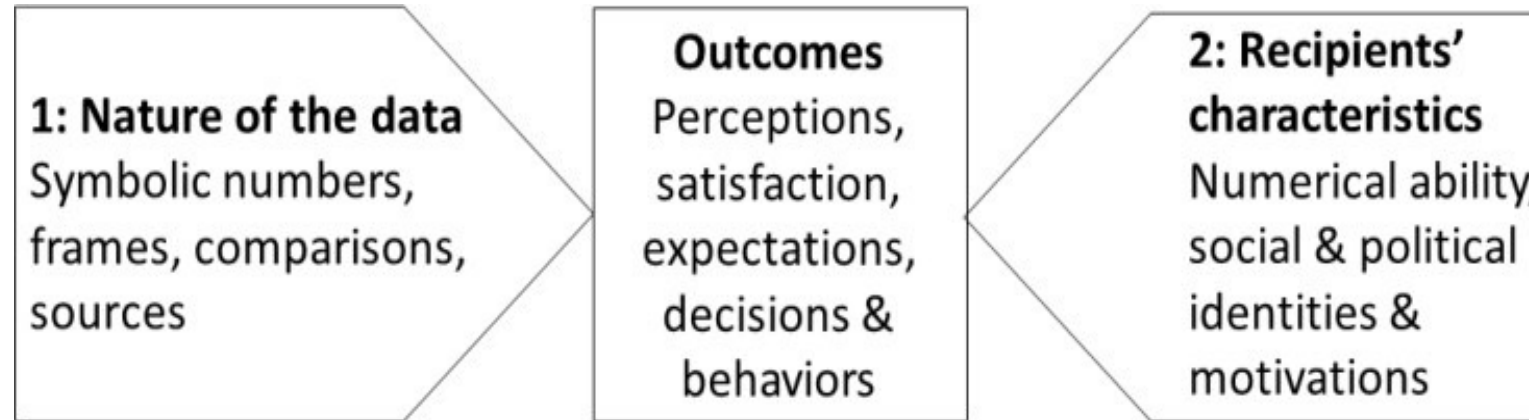 1: Nature of the data
Symbolic numbers,
frames, comparisons,
sources
Outcomes
Perceptions,
satisfaction,
expectations,
decisions &
behaviors
2: Recipients’
characteristics
Numerical ability,
social & political
identities &
motivations